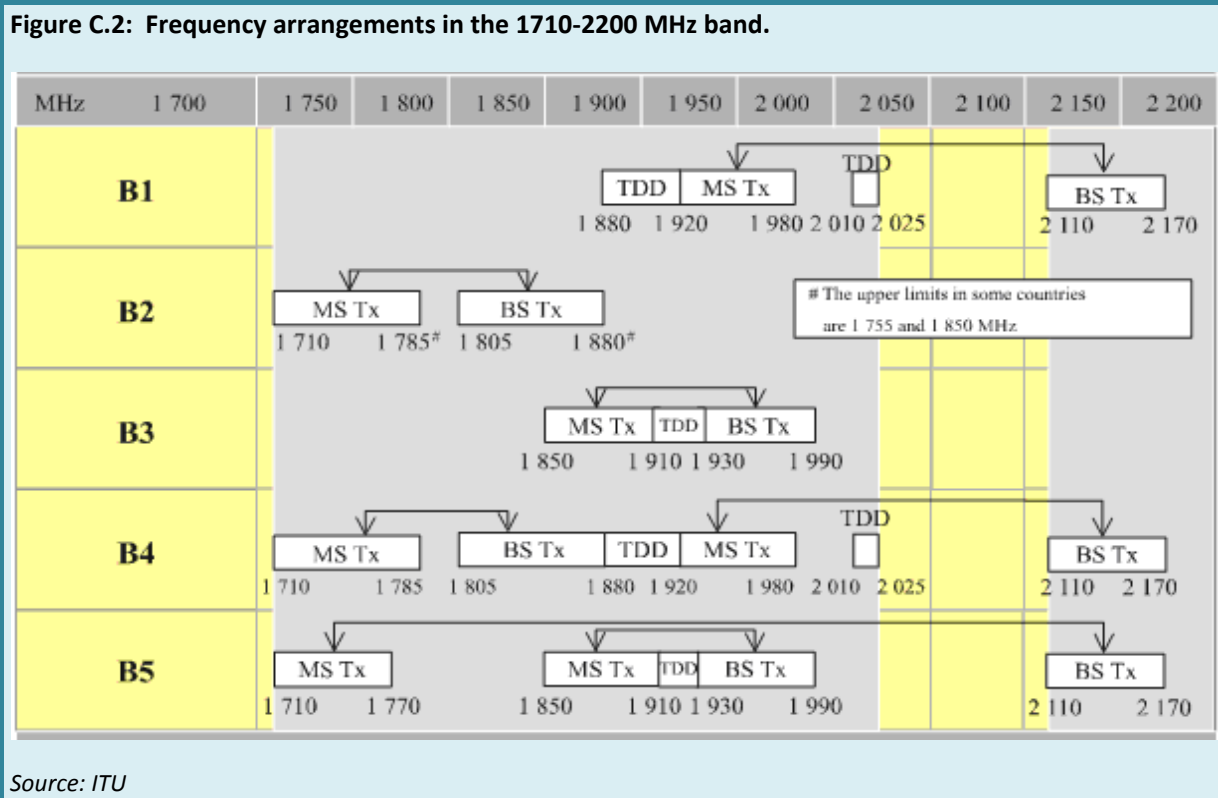 Figure C.2:  Frequency arrangements in the 1710-2200 MHz band.
MHz 1 700 1 750 1 800 1 850 1 900 1 950 2 000 2 050 2 100 2 150 2 200
TDD
B1 TDD MS Tx BS Tx
1 880 1 920 1 980 2 010 2 025 2 110 2 170
# The upper limits in some countries
are 1 755 and 1 850 MHz
B2 MS Tx BS Tx
1 710 1 785# 1 805 1 880#
B3 MS Tx TDD BS Tx
1 850 1 910 1 930 1 990
TDD
B4 MS Tx BS Tx TDD MS Tx BS Tx
1 710 1 785 1 805 1 880 1 920 1 980 2 010 2 025 2 110 2 170
B5 MS Tx MS Tx TDD BS Tx BS Tx
1 710 1 770 1 850 1 910 1 930 1 990 2 110 2 170
Source: ITU